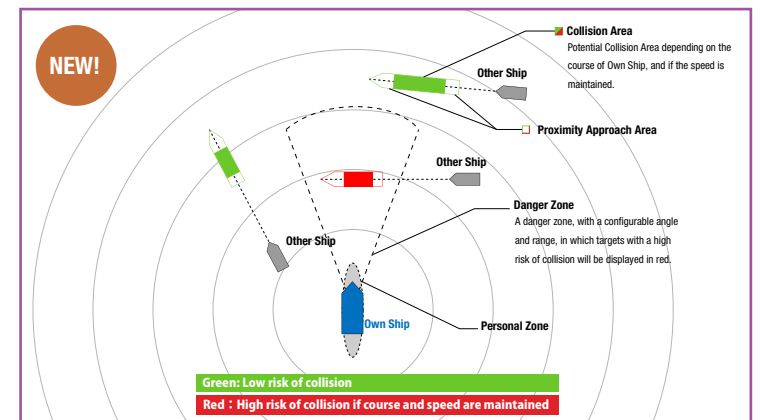 NEW!
Collision Area
Potential Collision Area depending on the
course of Own Ship, and if the speed is
maintained.
Other Ship
Proximity Approach Area
Other Ship
Danger Zone
A danger zone, with a configurable angle
and range, in which targets with a high
risk of collision will be displayed in red.
Other Ship
Own Ship
Personal Zone
Green: Low risk of collision
Red：High risk of collision if course and speed are maintained